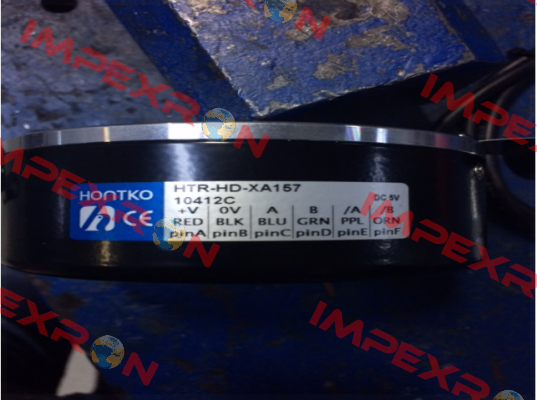 IMPEXRON
IMPEXRON
HONTKO
CE
HTR-HD-XA157
10412C
DC 5V
+V 0V A B /A /B
RED BLK BLU GRN PPL ORN
pinA pinB pinC pinD pinE pinF
IMPEXRON
IMPEXRON